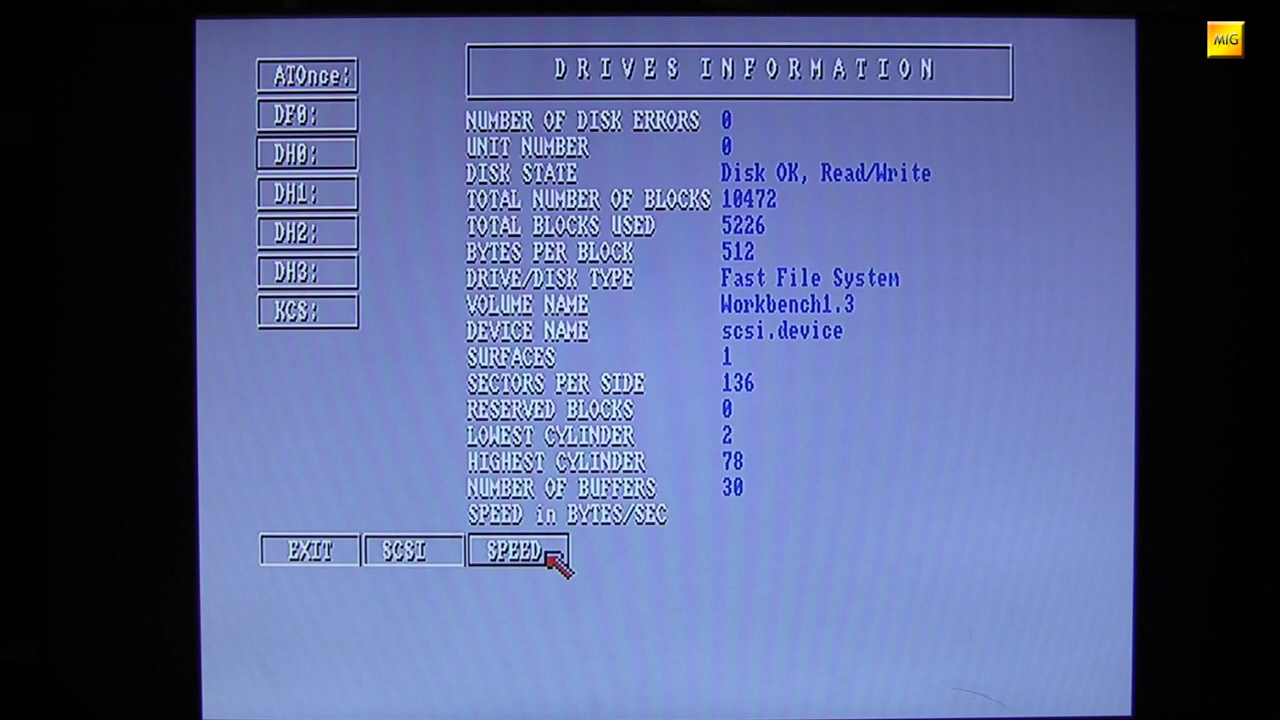 MIG
DRIVES INFORMATION
ATOnce:
DF0:
DH0:
DH1:
DH2:
DH3:
KCS:
NUMBER OF DISK ERRORS 0
UNIT NUMBER 0
DISK STATE Disk OK, Read/Write
TOTAL NUMBER OF BLOCKS 10472
TOTAL BLOCKS USED 5226
BYTES PER BLOCK 512
DRIVE/DISK TYPE Fast File System
VOLUME NAME Workbench1.3
DEVICE NAME scsi.device
SURFACES 1
SECTORS PER SIDE 136
RESERVED BLOCKS 0
LOWEST CYLINDER 2
HIGHEST CYLINDER 78
NUMBER OF BUFFERS 30
SPEED in BYTES/SEC
EXIT SCSI SPEED